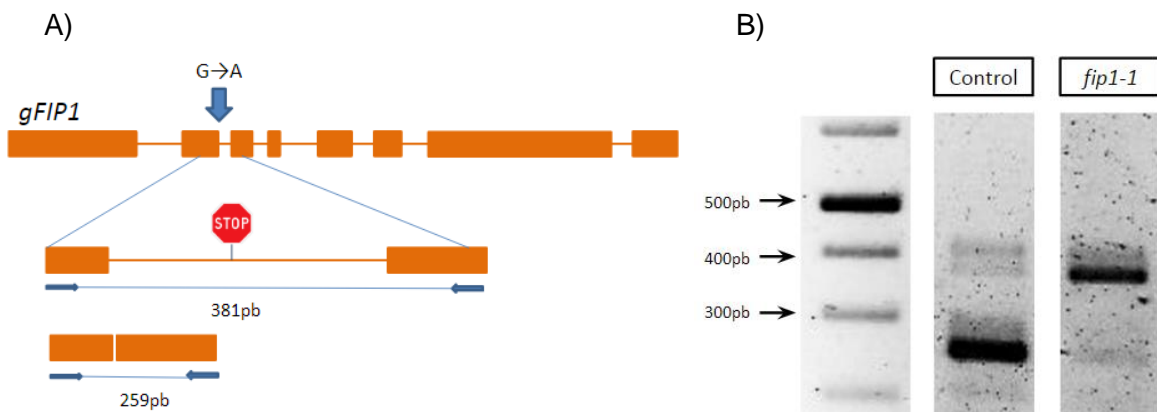 A)
G→A
gFIP1
STOP
381pb
259pb
B)
Control
fip1-1
500pb
400pb
300pb